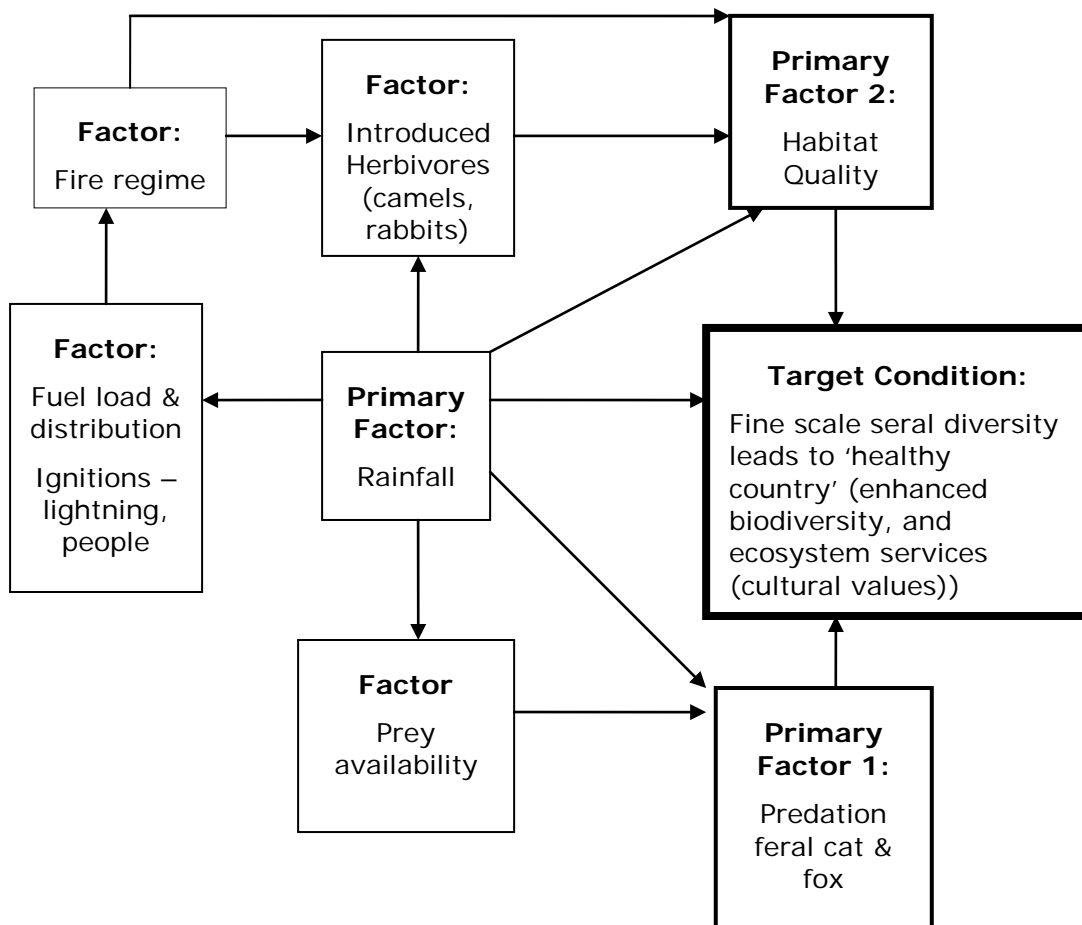 Factor:
Fire regime
Factor:
Introduced
Herbivores
(camels,
rabbits)
Primary
Factor 2:
Habitat
Quality
Factor:
Fuel load &
distribution
Ignitions –
lightning,
people
Primary
Factor:
Rainfall
Target Condition:
Fine scale seral diversity
leads to ‘healthy
country’ (enhanced
biodiversity, and
ecosystem services
(cultural values))
Factor
Prey
availability
Primary
Factor 1:
Predation
feral cat &
fox